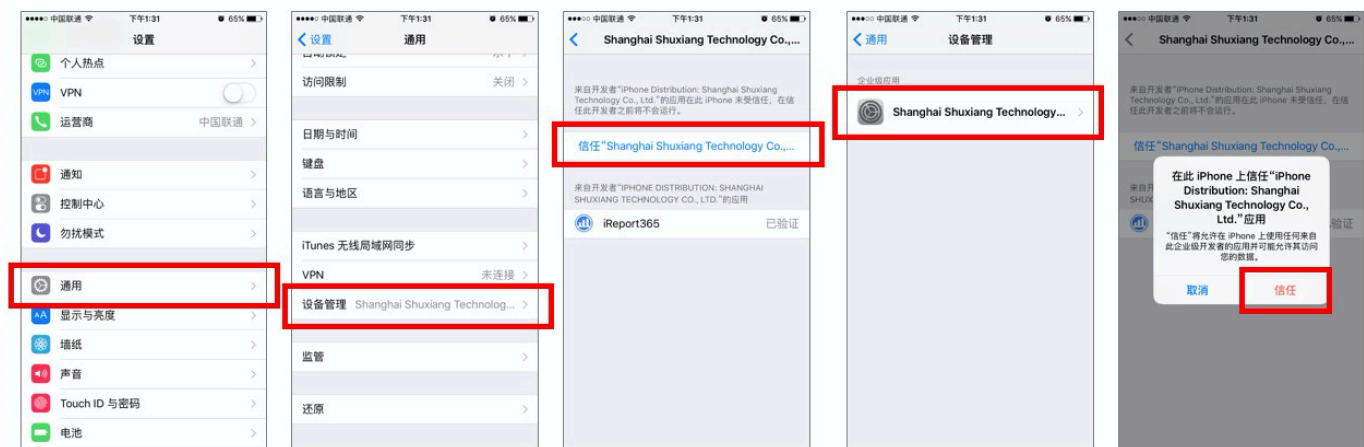 中国联通 下午1:31 65%
设置
个人热点
VPN VPN
运营商 中国联通
通知
控制中心
勿扰模式
通用
AA 显示与亮度
墙纸
声音
Touch ID 与密码
电池
中国联通 下午1:31 65%
设置 通用
访问限制 关闭
日期与时间
键盘
语言与地区
iTunes 无线局域网同步
VPN 未连接
设备管理 Shanghai Shuxiang Technolog...
监管
还原
中国联通 下午1:31 65%
Shanghai Shuxiang Technology Co.,...
来自开发者“iPhone Distribution: Shanghai Shuxiang
Technology Co., Ltd.”的应用在此 iPhone 未受信任。在信
任此开发者之前将不会运行。
信任“Shanghai Shuxiang Technology Co.,...
来自开发者“IPHONE DISTRIBUTION: SHANGHAI
SHUXIANG TECHNOLOGY CO., LTD.”的应用
iReport365 已验证
中国联通 下午1:31 65%
通用 设备管理
企业级应用
Shanghai Shuxiang Technology...
中国联通 下午1:31 65%
Shanghai Shuxiang Technology Co.,...
来自开发者“iPhone Distribution: Shanghai Shuxiang
Technology Co., Ltd.”的应用在此 iPhone 未受信任。在信
任此开发者之前将不会运行。
信任“Shanghai Shuxiang Technology Co.,...
在此 iPhone 上信任“iPhone
Distribution: Shanghai
Shuxiang Technology Co.,
Ltd.”应用
“信任”将允许在 iPhone 上使用任何来自
此企业级开发者的应用并可能允许其访问
您的数据。
取消 信任